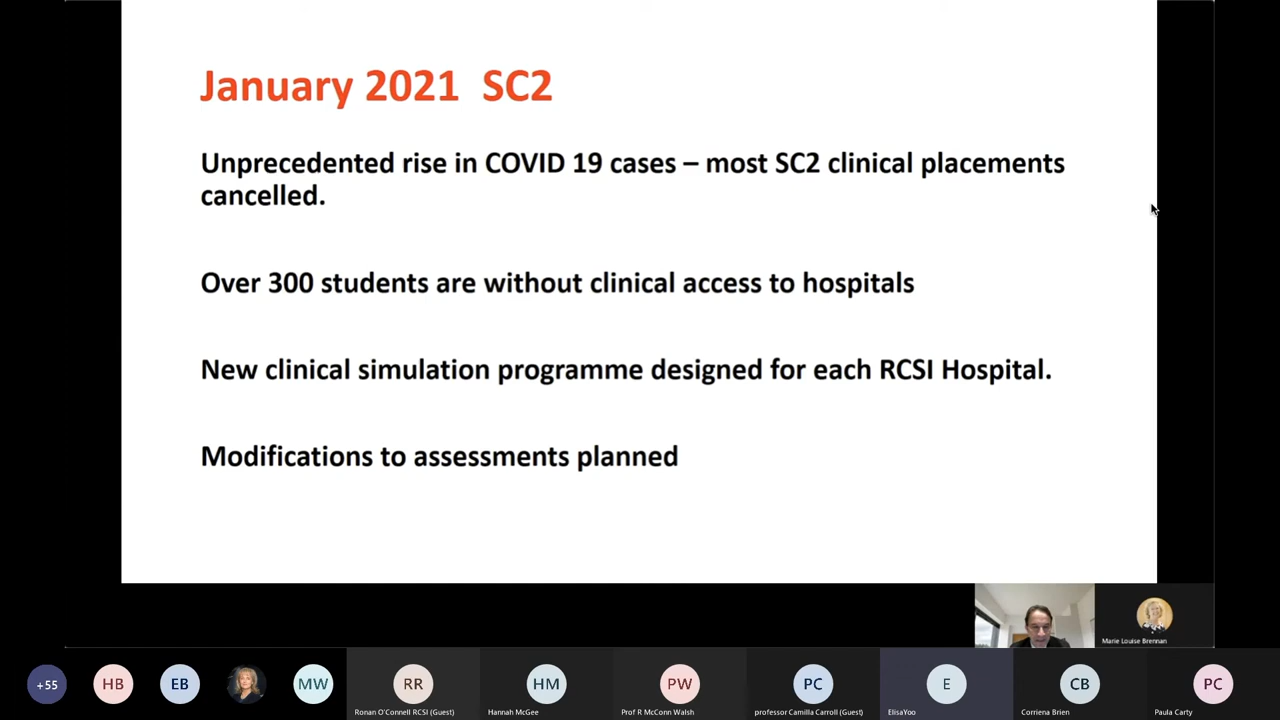 January 2021 SC2
Unprecedented rise in COVID 19 cases – most SC2 clinical placements
cancelled.
Over 300 students are without clinical access to hospitals
New clinical simulation programme designed for each RCSI Hospital.
Modifications to assessments planned
Marie Louise Brennan
+55
HB
EB
MW
RR
HM
PW
PC
E
CB
PC
Ronan O'Connell RCSI (Guest)
Hannah McGee
Prof R McConn Walsh
professor Camilla Carroll (Guest)
ElisaYoo
Corriena Brien
Paula Carty